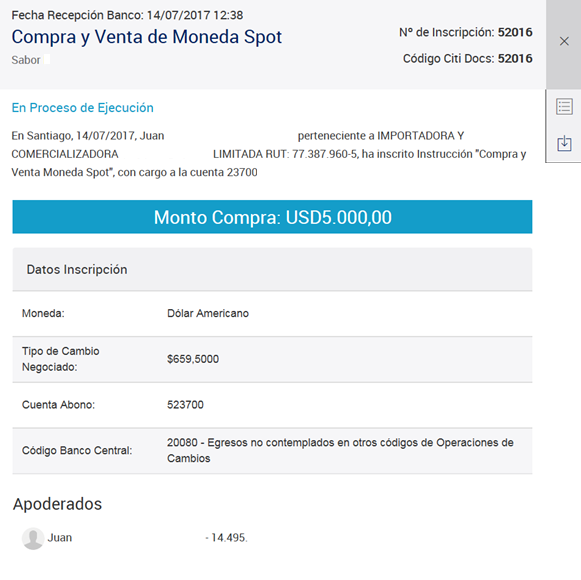 Fecha Recepción Banco: 14/07/2017 12:38
Compra y Venta de Moneda Spot
Sabor
Nº de Inscripción: 52016
Código Citi Docs: 52016
En Proceso de Ejecución
En Santiago, 14/07/2017, Juan perteneciente a IMPORTADORA Y
COMERCIALIZADORA LIMITADA RUT: 77.387.960-5, ha inscrito Instrucción "Compra y
Venta Moneda Spot", con cargo a la cuenta 23700
Monto Compra: USD5.000,00
Datos Inscripción
Moneda: Dólar Americano
Tipo de Cambio
Negociado: $659,5000
Cuenta Abono: 523700
Código Banco Central: 20080 - Egresos no contemplados en otros códigos de Operaciones de
Cambios
Apoderados
Juan - 14.495.